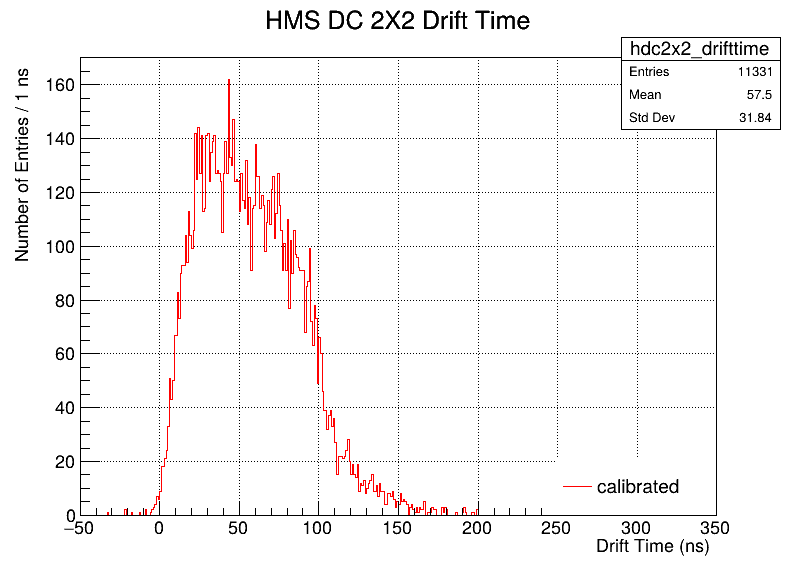 HMS DC 2X2 Drift Time
hdc2x2_drifttime
Entries 11331
Mean 57.5
Std Dev 31.84
Number of Entries / 1 ns
160
140
120
100
80
60
40
20
0
−50 0 50 100 150 200 250 300 350
Drift Time (ns)
calibrated